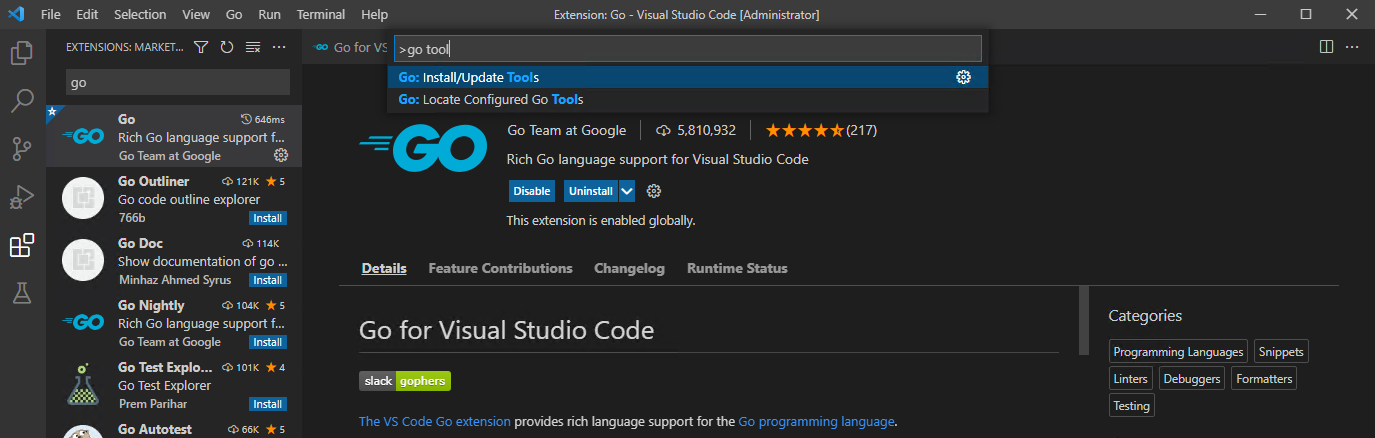 File Edit Selection View Go Run Terminal Help Extension: Go - Visual Studio Code [Administrator]
EXTENSIONS: MARKET...
go
Go 646ms
Rich Go language support f...
Go Team at Google
Go Outliner 121K 5
Go code outline explorer
766b Install
Go Doc 114K
Show documentation of go ...
Minhaz Ahmed Syrus Install
Go Nightly 104K 5
Rich Go language support f...
Go Team at Google Install
Go Test Explo... 101K 4
Go Test Explorer
Prem Parihar Install
Go Autotest 66K 5
Go for VS
>go tool
Go: Install/Update Tools
Go: Locate Configured Go Tools
GO
Go Team at Google 5,810,932 (217)
Rich Go language support for Visual Studio Code
Disable Uninstall
This extension is enabled globally.
Details Feature Contributions Changelog Runtime Status
Go for Visual Studio Code
slack gophers
The VS Code Go extension provides rich language support for the Go programming language.
Categories
Programming Languages Snippets
Linters Debuggers Formatters
Testing